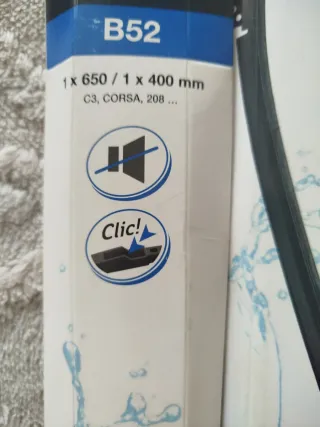 B52
1 x 650 / 1 x 400 mm
C3, CORSA, 208 ...
Clic!